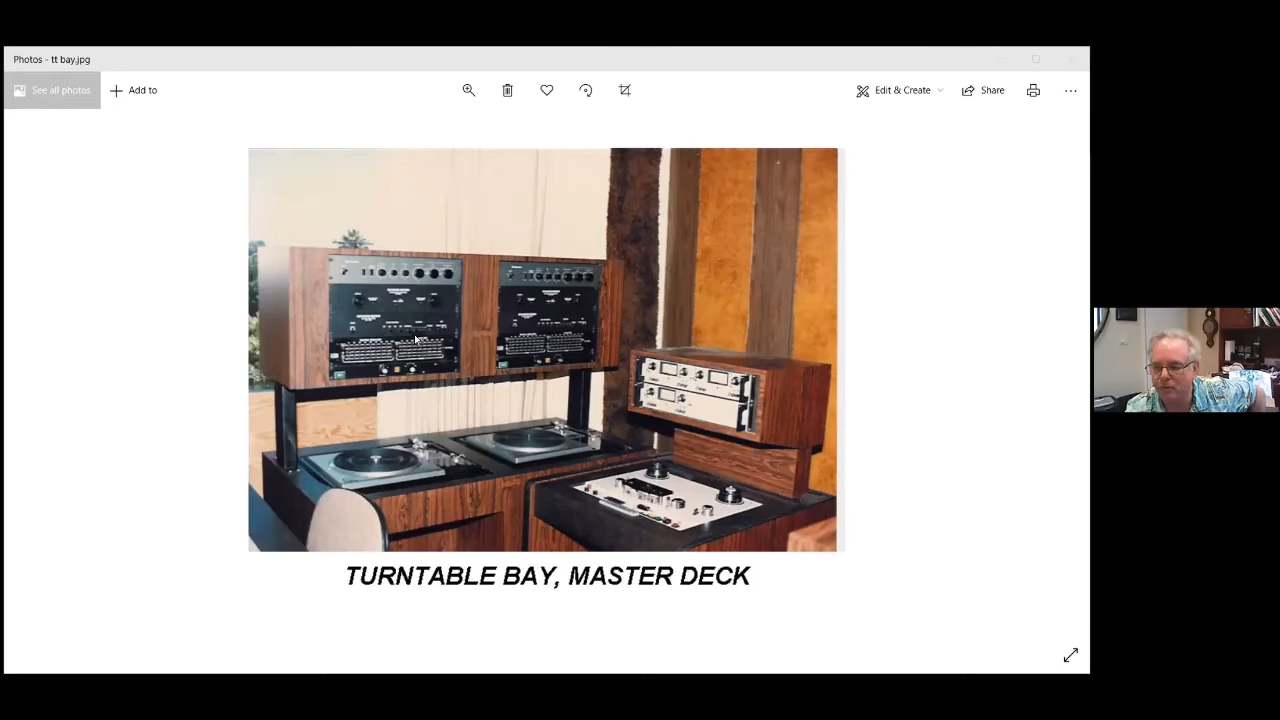 Photos - tt bay.jpg
See all photos
Add to
Edit & Create
Share
TURNTABLE BAY, MASTER DECK